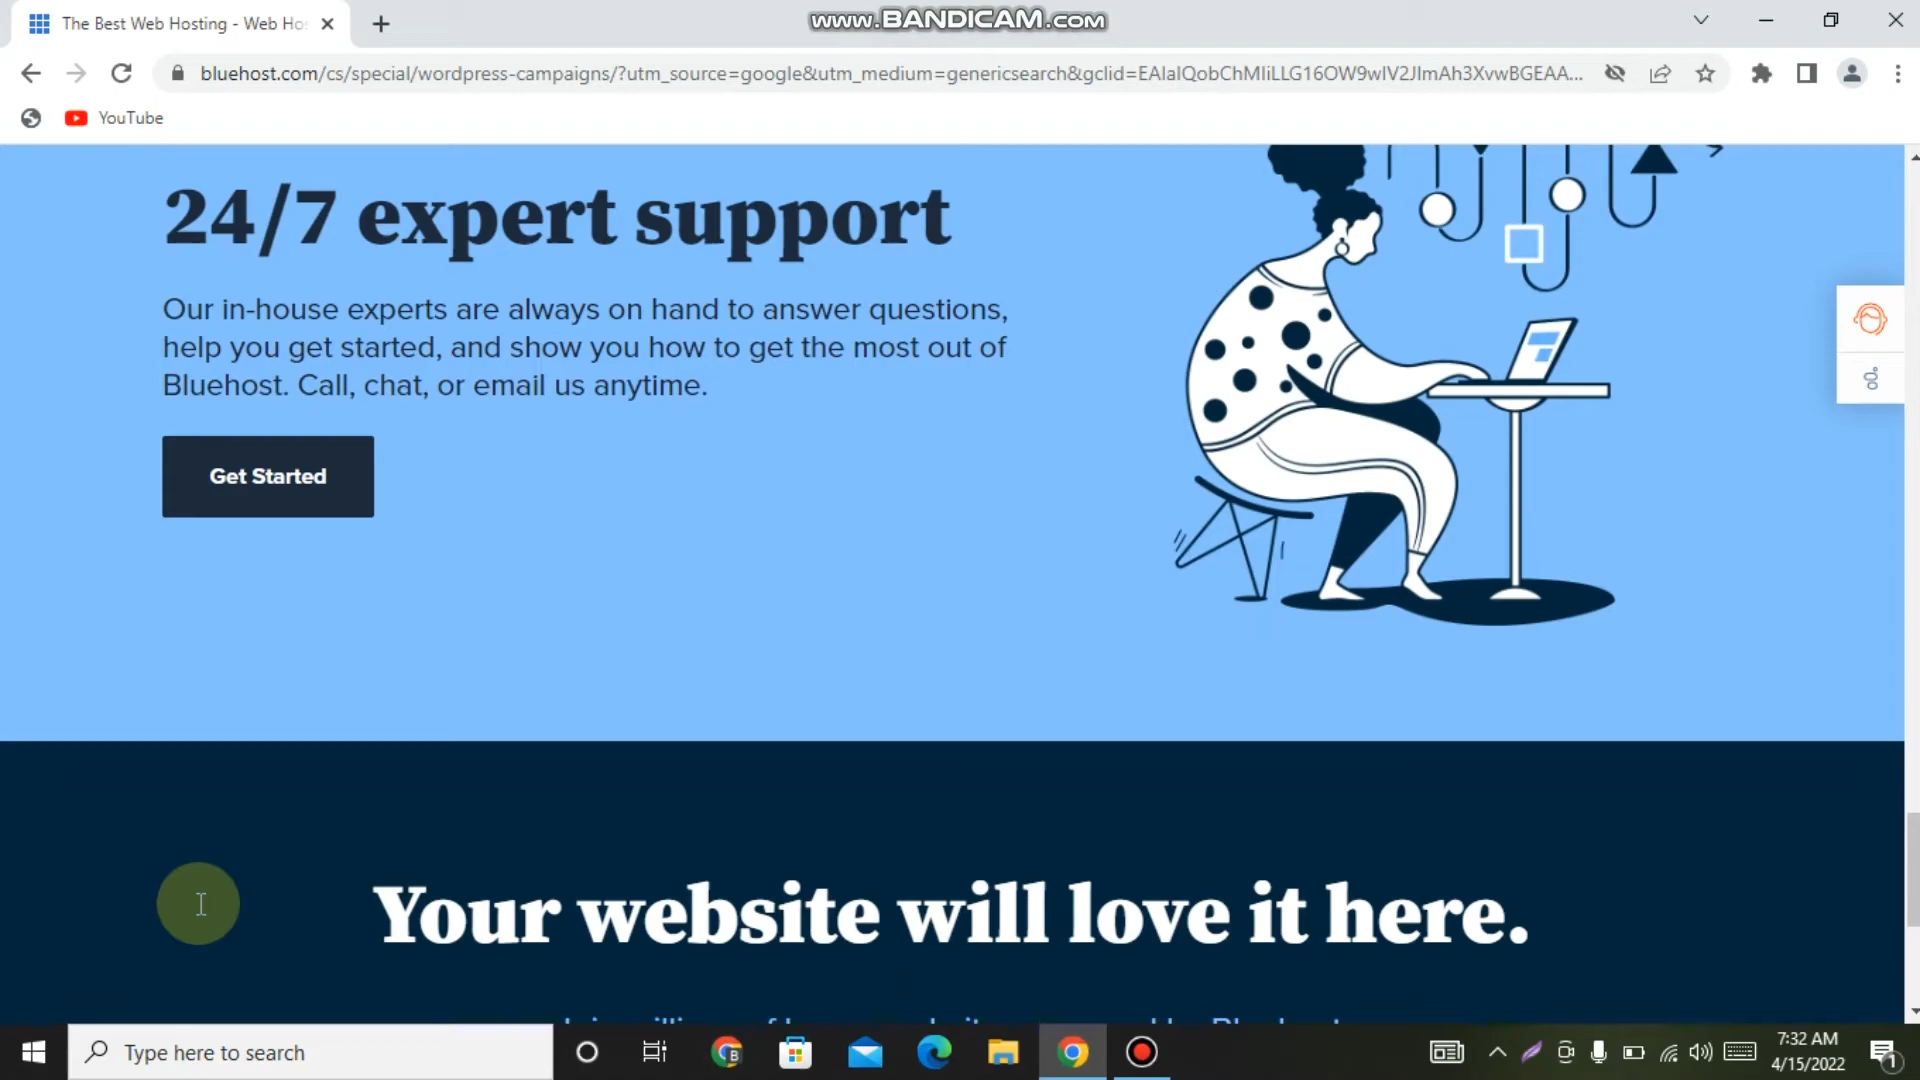 The Best Web Hosting - Web Ho
www.BANDICAM.com
bluehost.com/cs/special/wordpress-campaigns/?utm_source=google&utm_medium=genericsearch&gclid=EAIaIQobChMIiLLG16OW9wIV2JImAh3XvwBGEAA...
YouTube
24/7 expert support
Our in-house experts are always on hand to answer questions,
help you get started, and show you how to get the most out of
Bluehost. Call, chat, or email us anytime.
Get Started
Your website will love it here.
Type here to search
7:32 AM
4/15/2022
1